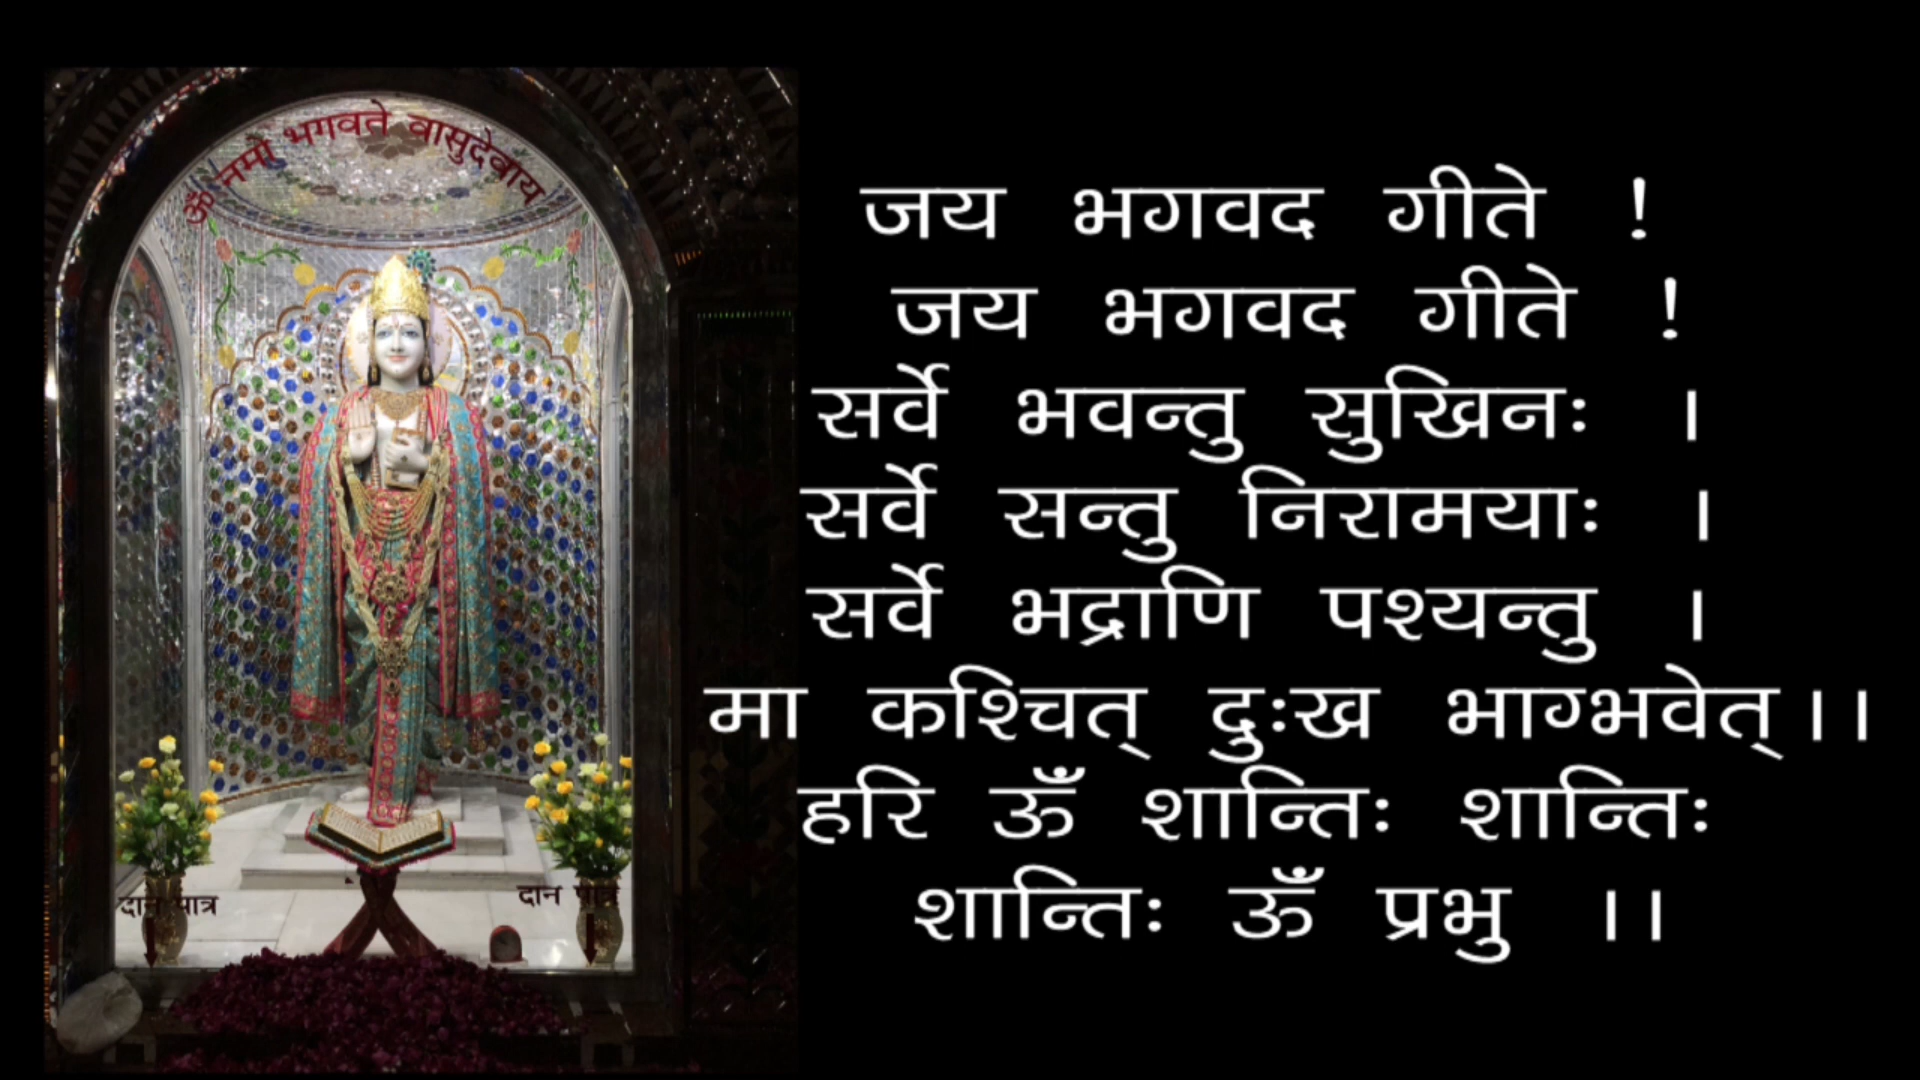 ॐ नमो भगवते वासुदेवाय
दान पात्र
दान पात्र
जय भगवद गीते !
जय भगवद गीते !
सर्वे भवन्तु सुखिनः ।
सर्वे सन्तु निरामयाः ।
सर्वे भद्राणि पश्यन्तु ।
मा कश्चित् दुःख भाग्भवेत्।।
हरि ऊँ शान्तिः शान्तिः
शान्तिः ऊँ प्रभु ।।